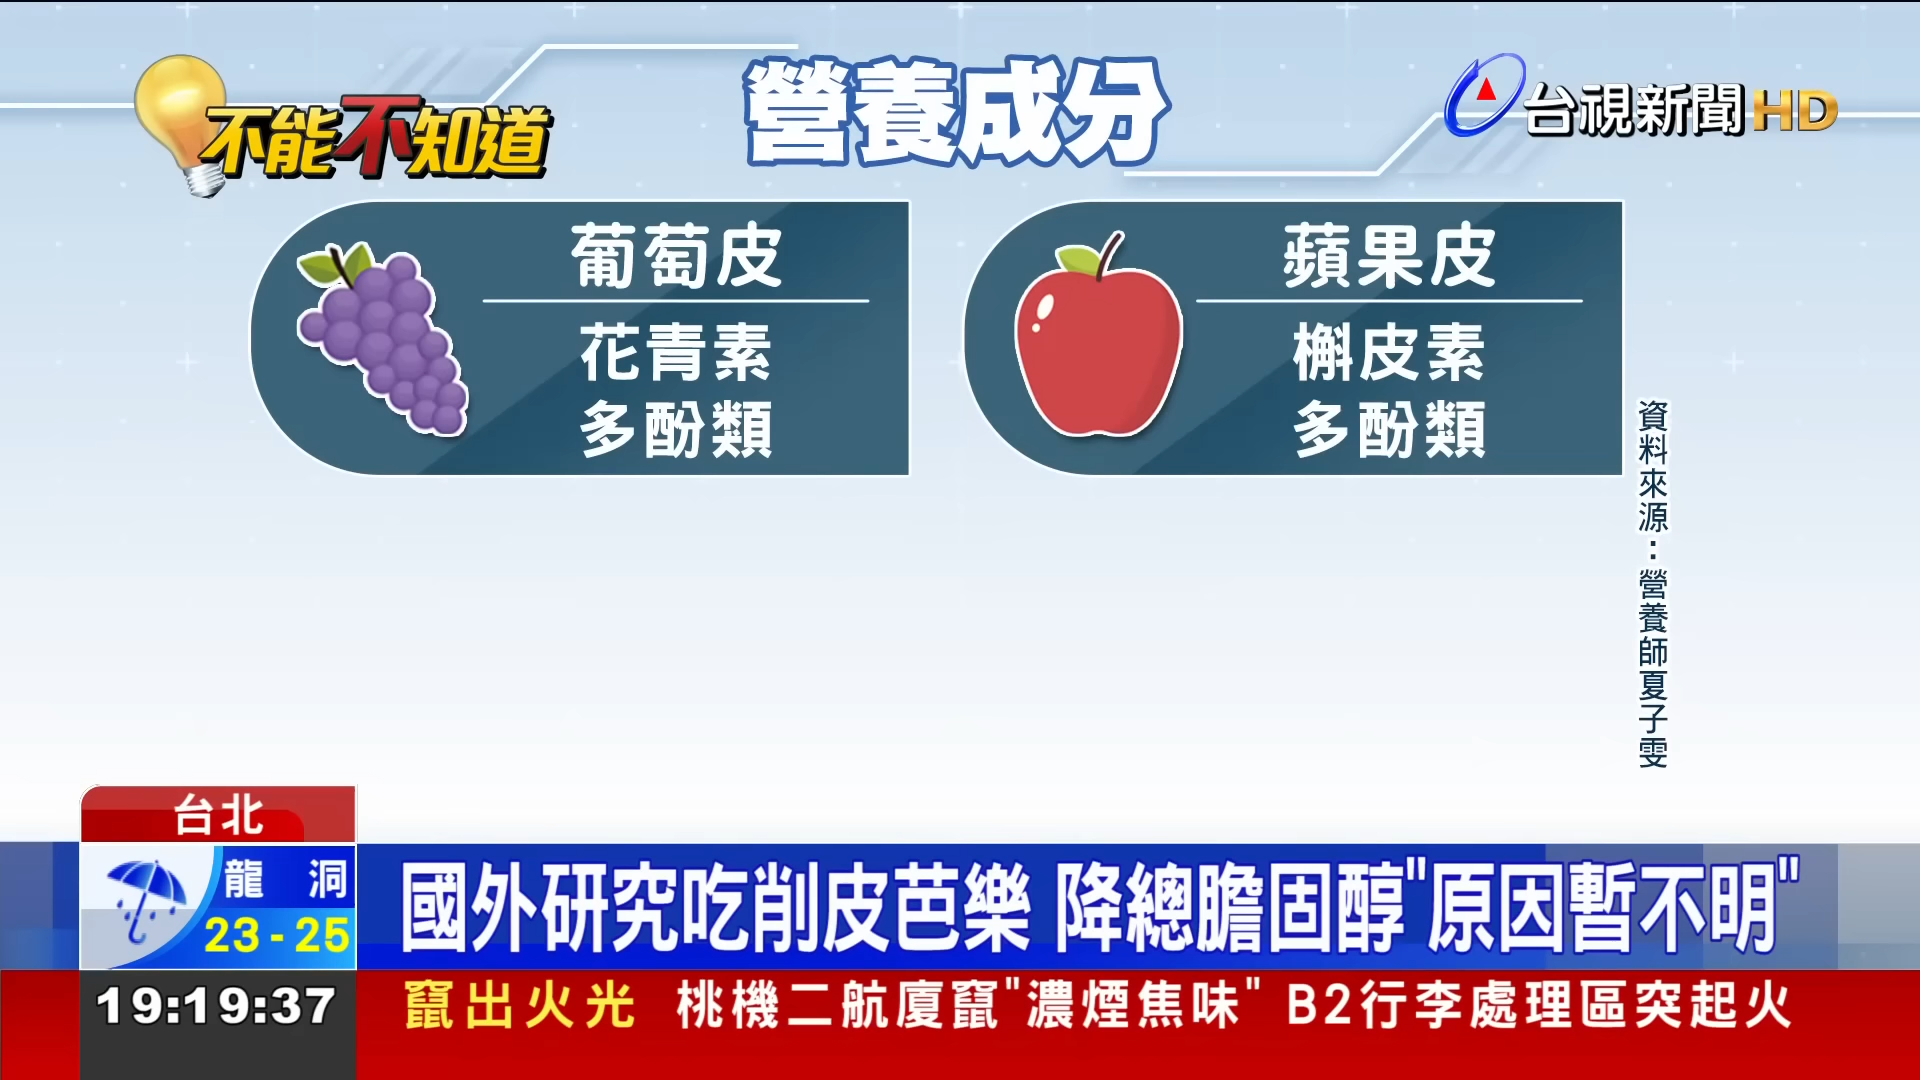 不能不知道
營養成分
台視新聞HD
葡萄皮
花青素
多酚類
蘋果皮
槲皮素
多酚類
資料來源：營養師夏子雯
台北
龍洞
23-25
國外研究吃削皮芭樂 降總膽固醇"原因暫不明"
19:19:37
竄出火光 桃機二航廈竄"濃煙焦味" B2行李處理區突起火